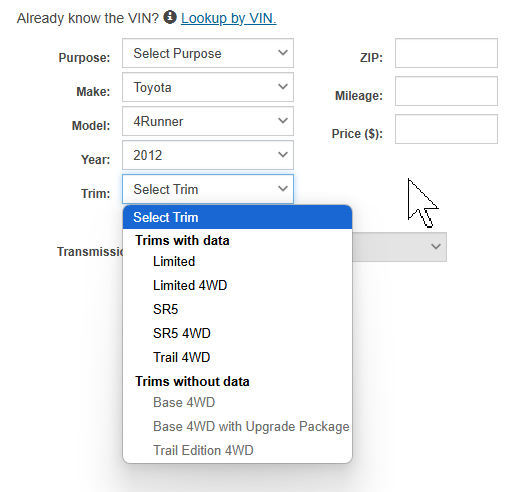 Already know the VIN? Lookup by VIN.
Purpose: Select Purpose ZIP:
Make: Toyota Mileage:
Model: 4Runner Price ($):
Year: 2012
Trim: Select Trim
Select Trim
Trims with data
Transmissio
Limited
Limited 4WD
SR5
SR5 4WD
Trail 4WD
Trims without data
Base 4WD
Base 4WD with Upgrade Package
Trail Edition 4WD